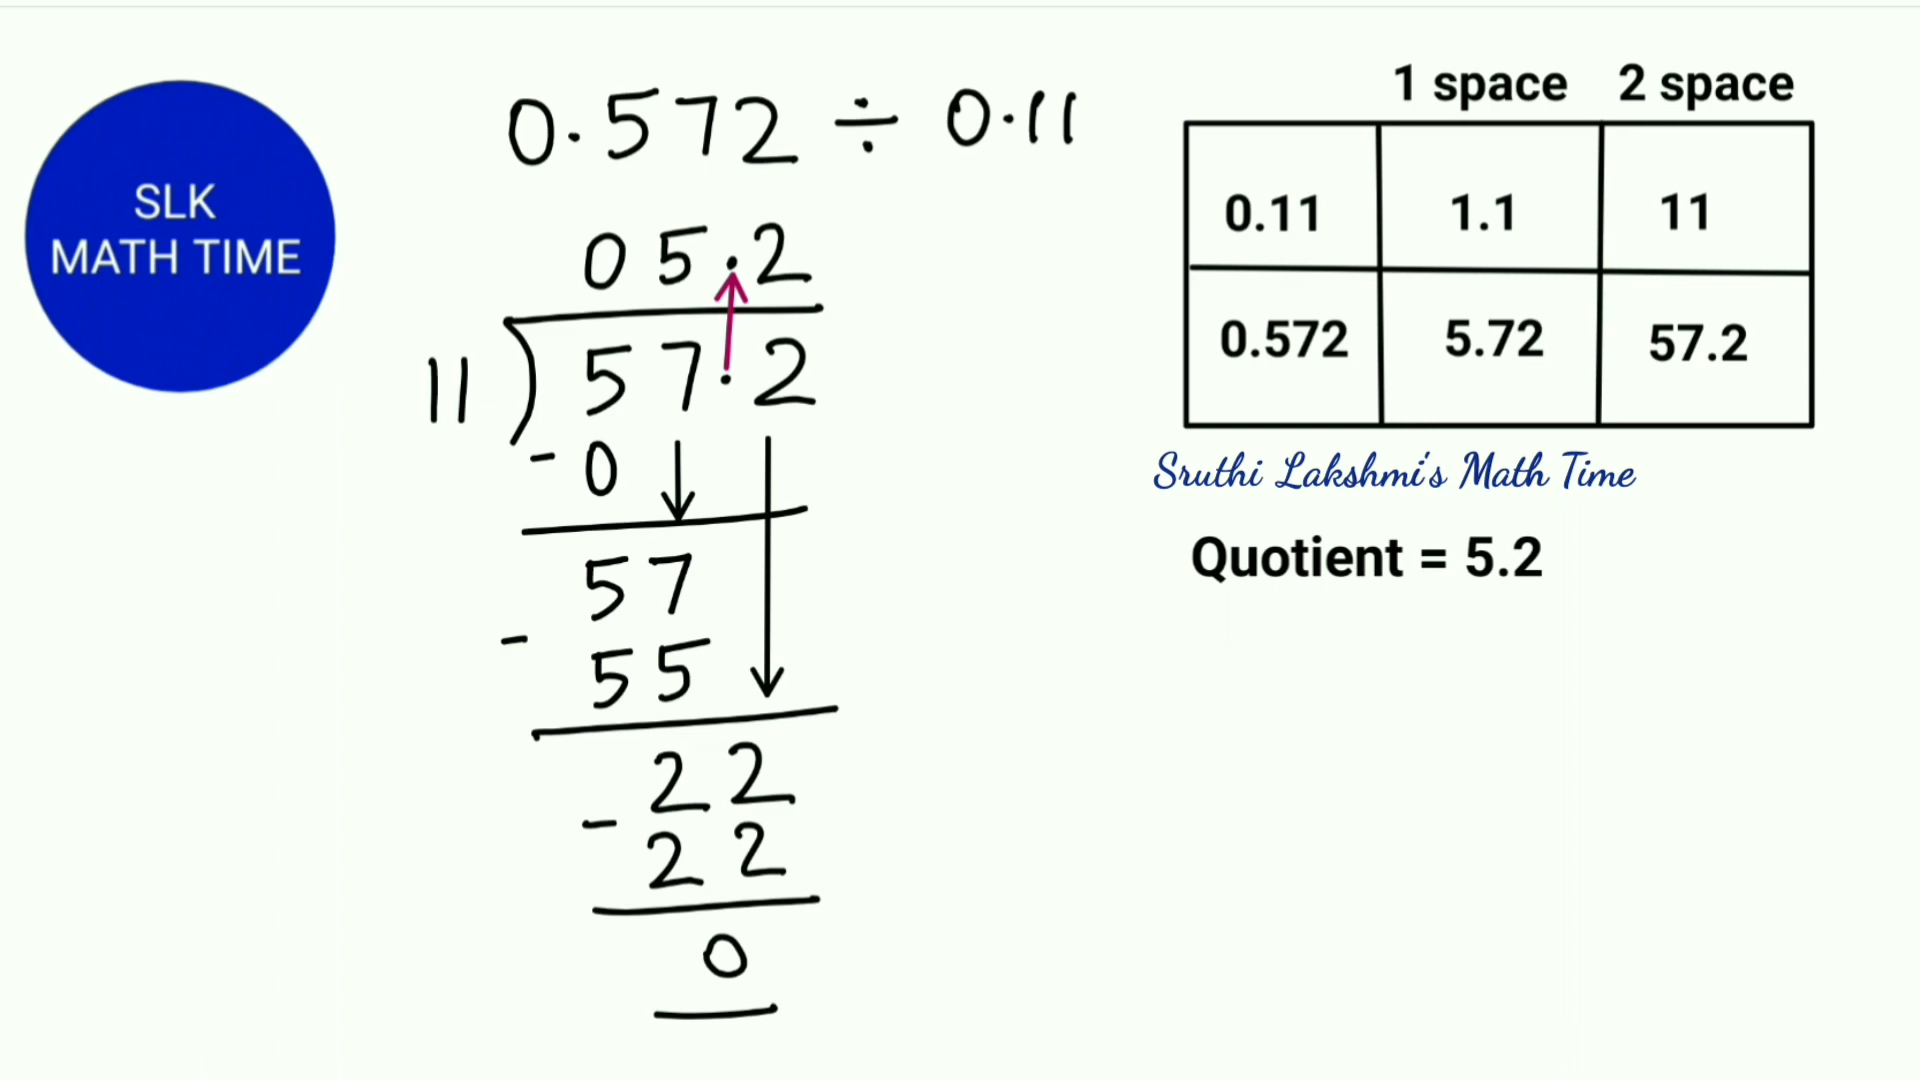 SLK
MATH TIME
0.572 ÷ 0.11
05.2
11)57.2
-0
57
-55
22
-22
0
1 space 2 space
0.11 1.1 11
0.572 5.72 57.2
Sruthi Lakshmi's Math Time
Quotient = 5.2